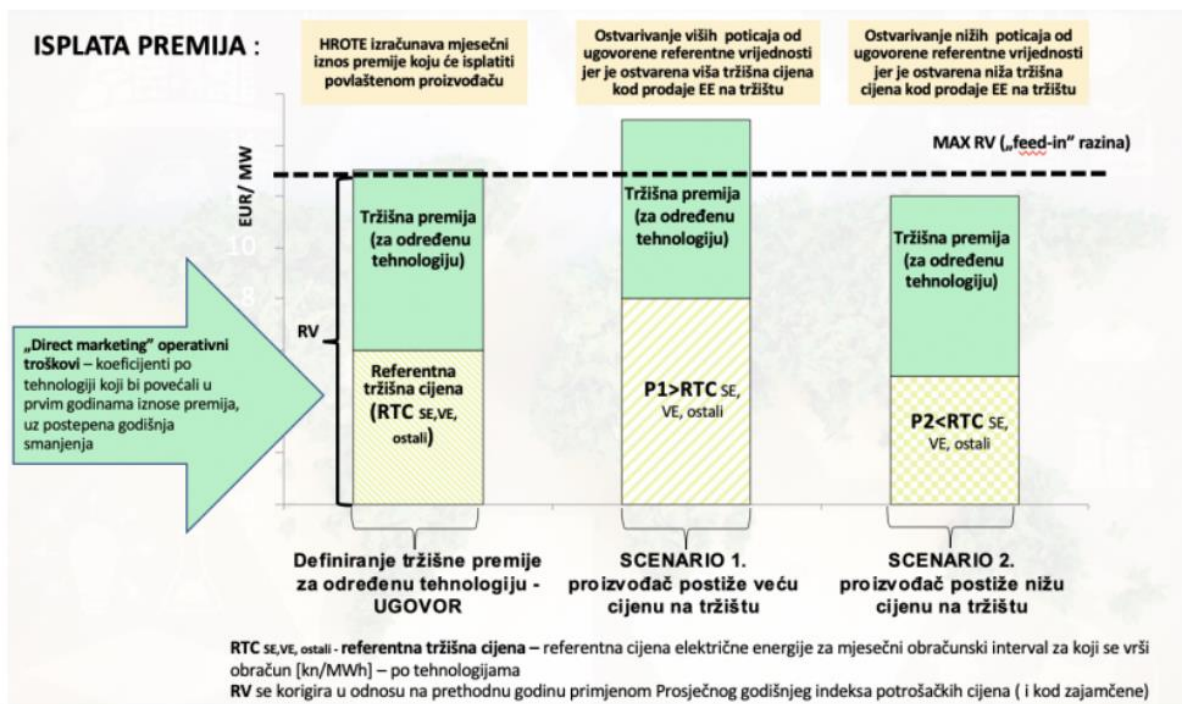 ISPLATA PREMIJA :
HROTE izračunava mjesečni
iznos premije koju će isplatiti
povlaštenom proizvođaču
Ostvarivanje viših poticaja od
ugovorene referentne vrijednosti
jer je ostvarena viša tržišna cijena
kod prodaje EE na tržištu
Ostvarivanje nižih poticaja od
ugovorene referentne vrijednosti
jer je ostvarena niža tržišna
cijena kod prodaje EE na tržištu
MAX RV („feed-in” razina)
EUR/ MW
10
8
0
RV
Tržišna premija
(za određenu
tehnologiju)
Referentna
tržišna cijena
(RTC SE,VE,
ostali)
Tržišna premija
(za određenu
tehnologiju)
P1>RTC SE,
VE, ostali
Tržišna premija
(za određenu
tehnologiju)
P2<RTC SE,
VE, ostali
„Direct marketing” operativni
troškovi – koeficijenti po
tehnologiji koji bi povećali u
prvim godinama iznose premija,
uz postepena godišnja
smanjenja
Definiranje tržišne premije
za određenu tehnologiju -
UGOVOR
SCENARIO 1.
proizvođač postiže veću
cijenu na tržištu
SCENARIO 2.
proizvođač postiže nižu
cijenu na tržištu
RTC SE,VE, ostali - referentna tržišna cijena – referentna cijena električne energije za mjesečni obračunski interval za koji se vrši
obračun [kn/MWh] – po tehnologijama
RV se korigira u odnosu na prethodnu godinu primjenom Prosječnog godišnjeg indeksa potrošačkih cijena ( i kod zajamčene)